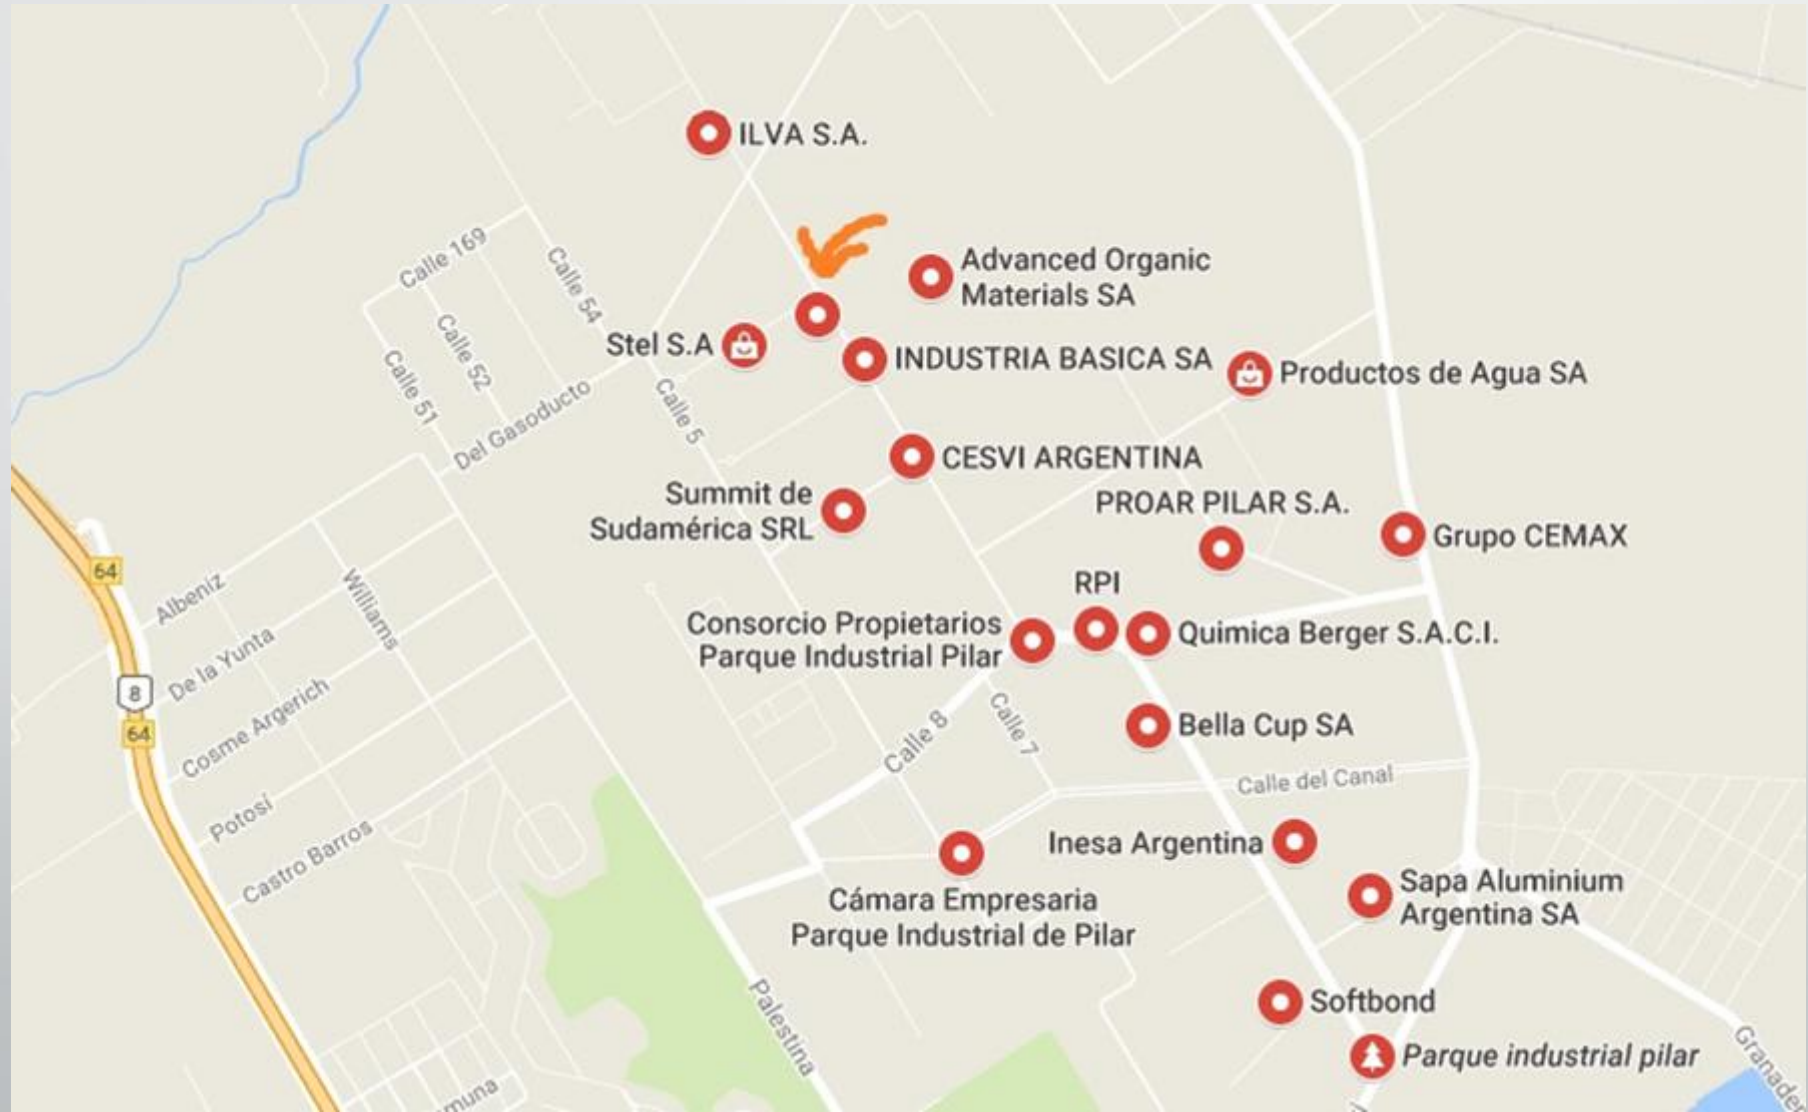 ILVA S.A.
Calle 169
Calle 54
Advanced Organic
Materials SA
Calle 52
Stel S.A
INDUSTRIA BASICA SA
Productos de Agua SA
Calle 51
Calle 5
Del Gasoducto
CESVI ARGENTINA
Summit de
Sudamérica SRL
PROAR PILAR S.A.
Grupo CEMAX
64
Albeniz
Williams
RPI
Consorcio Propietarios
Parque Industrial Pilar
Quimica Berger S.A.C.I.
De la Yunta
8
64
Cosme Argerich
Calle 8
Calle 7
Bella Cup SA
Calle del Canal
Potosí
Castro Barros
Inesa Argentina
Cámara Empresaria
Parque Industrial de Pilar
Sapa Aluminium
Argentina SA
Palestina
Softbond
Parque industrial pilar